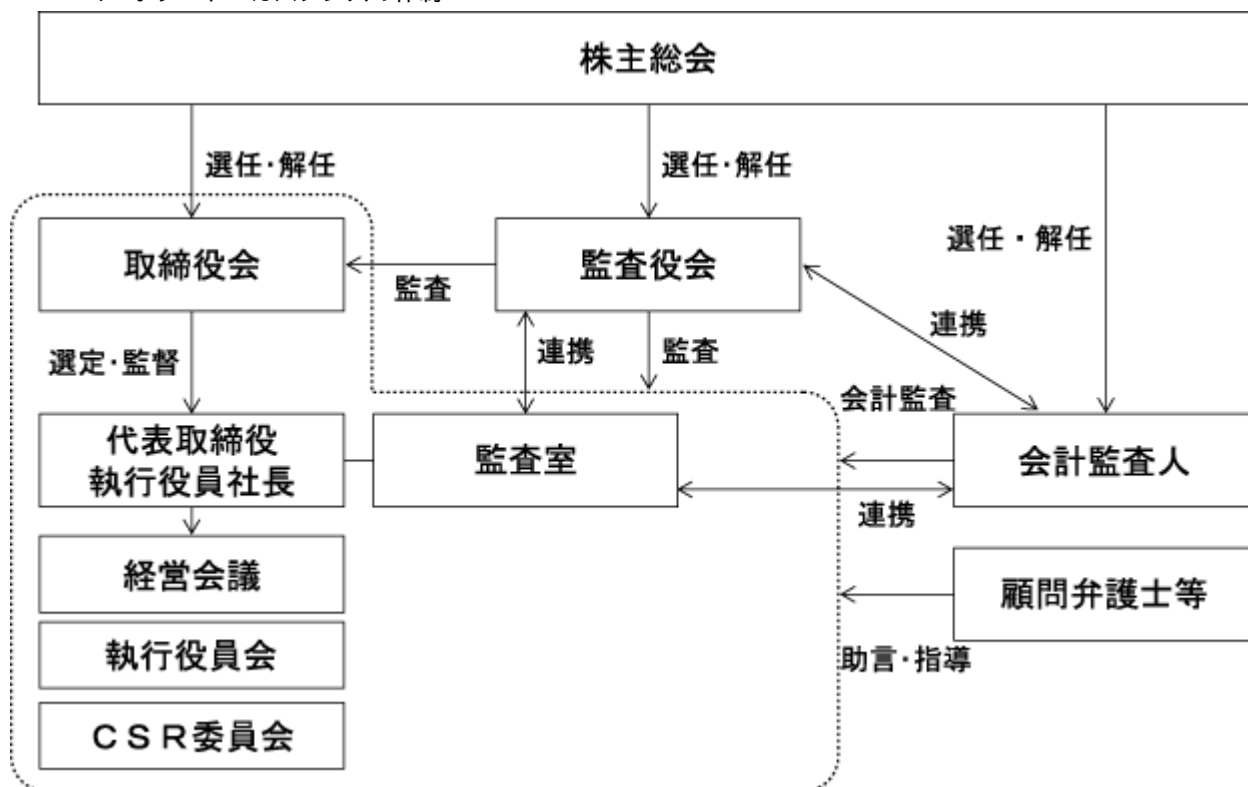 株主総会
選任･解任
選任･解任
選任・解任
取締役会
監査
監査役会
連携
選定･監督
連携
監査
会計監査
代表取締役
執行役員社長
監査室
会計監査人
連携
経営会議
顧問弁護士等
執行役員会
助言･指導
ＣＳＲ委員会